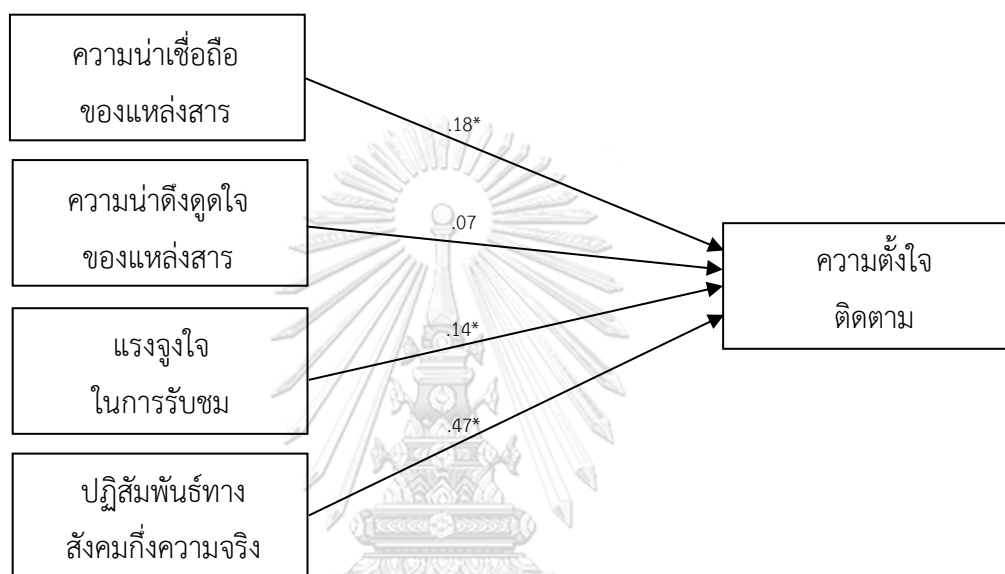 ความน่าเชื่อถือ
ของแหล่งสาร
.18*
ความน่าดึงดูดใจ
ของแหล่งสาร
.07
ความตั้งใจ
ติดตาม
แรงจูงใจ
ในการรับชม
.14*
.47*
ปฏิสัมพันธ์ทาง
สังคมกึ่งความจริง